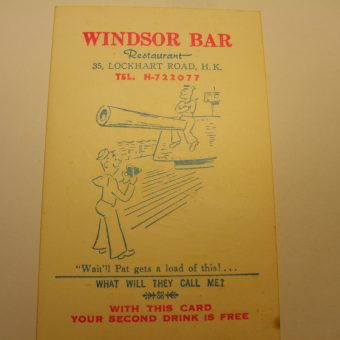 WINDSOR BAR
Restaurant
35, LOCKHART ROAD, H.K.
TEL. H-722077
"Wait'll Pat gets a load of this! ...
WHAT WILL THEY CALL ME?
WITH THIS CARD
YOUR SECOND DRINK IS FREE